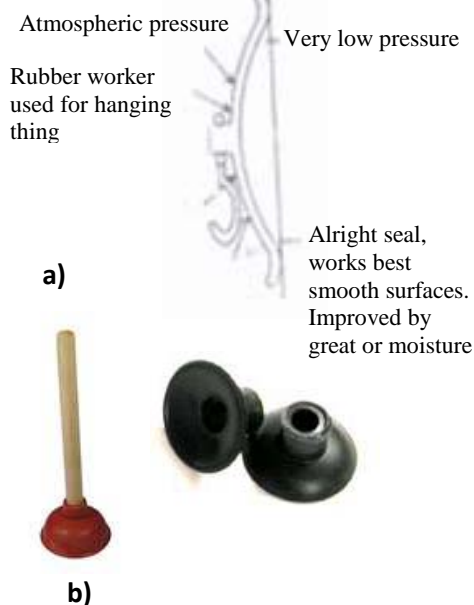 Atmospheric pressure
Very low pressure
Rubber worker
used for hanging
thing
Alright seal,
works best
smooth surfaces.
Improved by
great or moisture
a)
b)